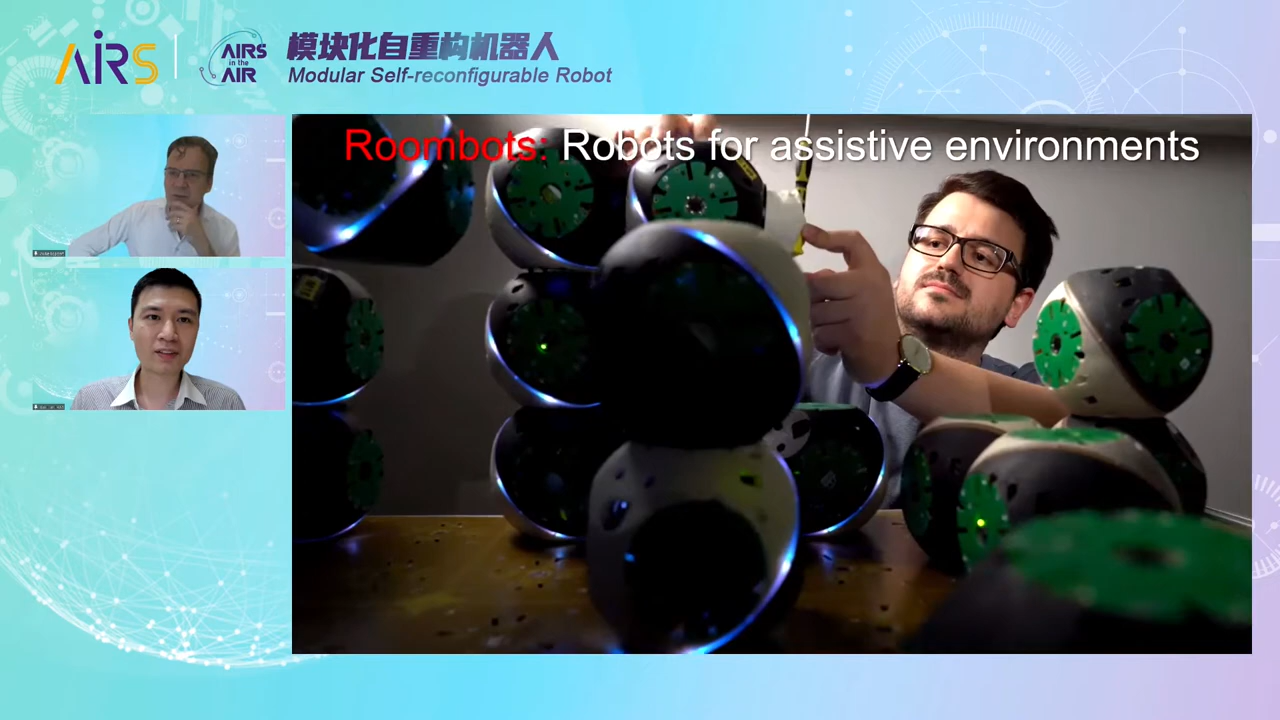 AIRS
AIRS
in the
AIR
模块化自重构机器人
Modular Self-reconfigurable Robot
Roombots: Robots for assistive environments